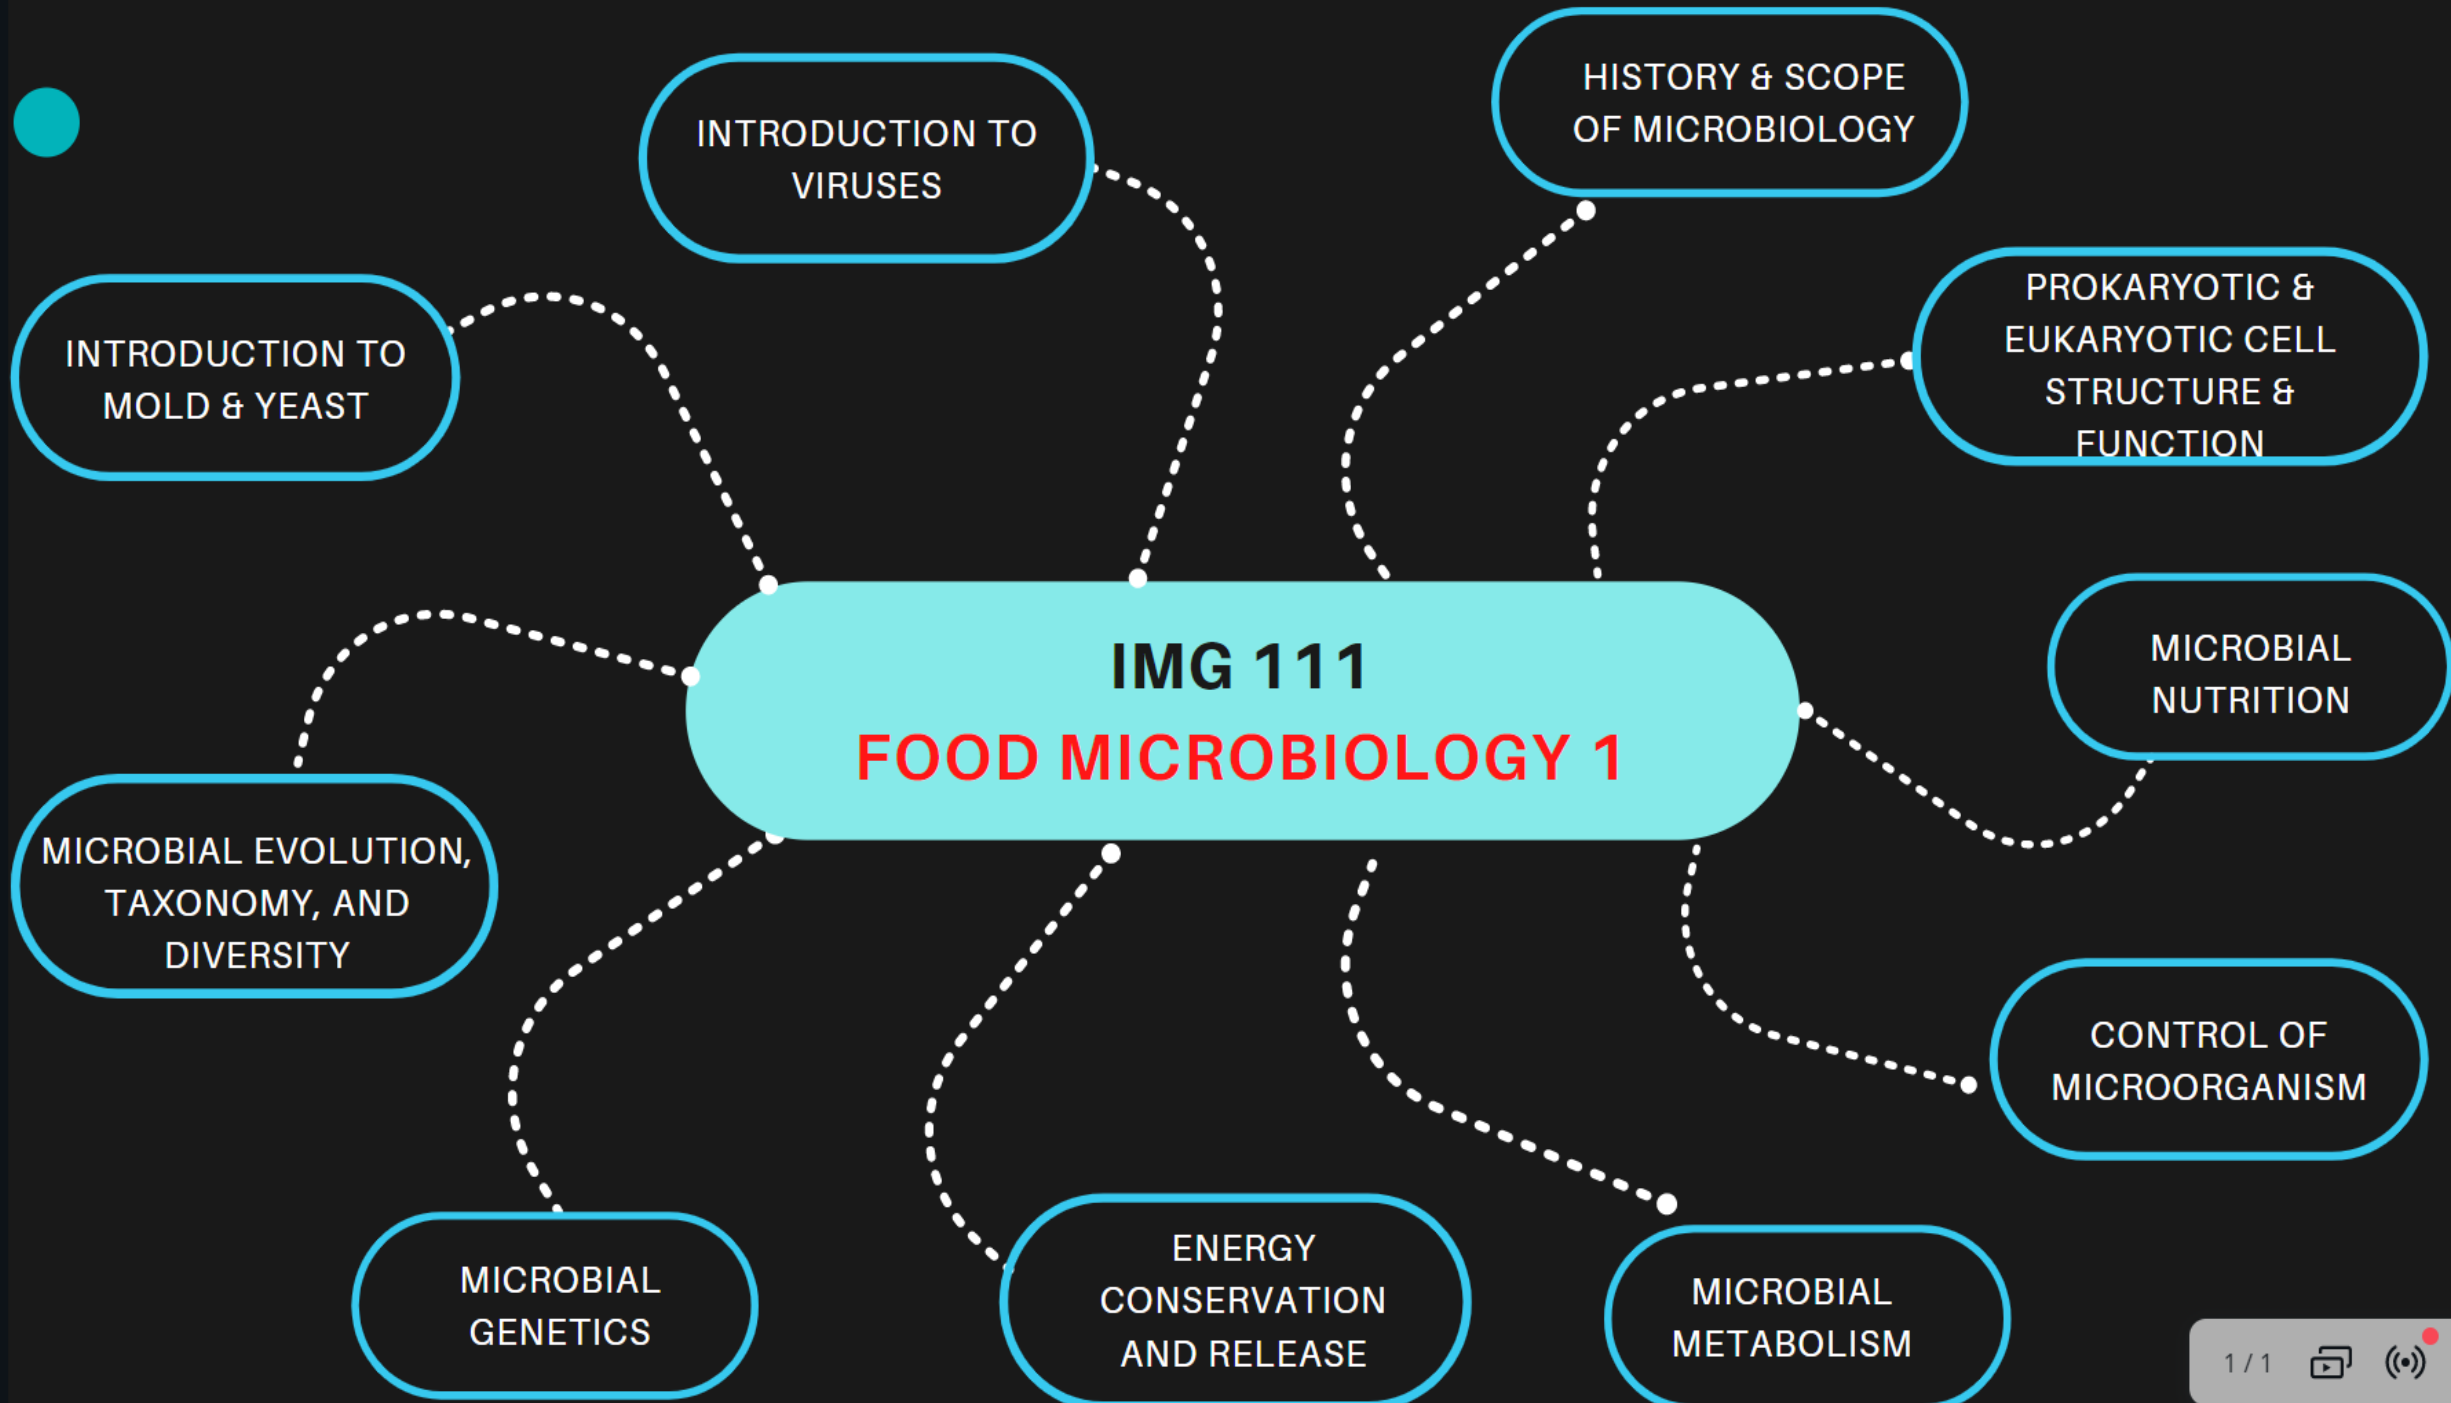 INTRODUCTION TO
VIRUSES
HISTORY & SCOPE
OF MICROBIOLOGY
INTRODUCTION TO
MOLD & YEAST
PROKARYOTIC &
EUKARYOTIC CELL
STRUCTURE &
FUNCTION
IMG 111
FOOD MICROBIOLOGY 1
MICROBIAL
NUTRITION
MICROBIAL EVOLUTION,
TAXONOMY, AND
DIVERSITY
CONTROL OF
MICROORGANISM
MICROBIAL
GENETICS
ENERGY
CONSERVATION
AND RELEASE
MICROBIAL
METABOLISM
1 / 1